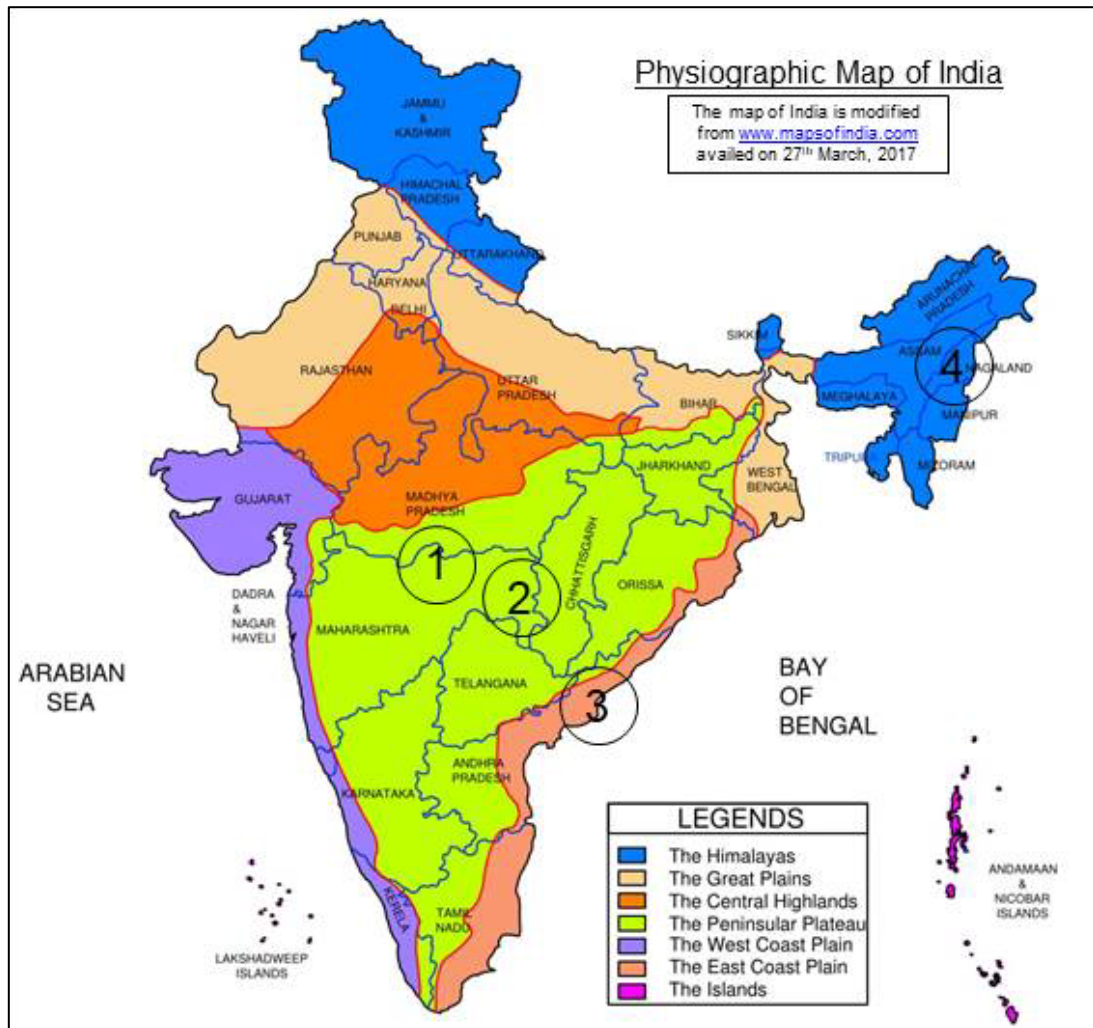 Physiographic Map of India
The map of India is modified
from www.mapsofindia.com
availed on 27th March, 2017
JAMMU
&
KASHMIR
HIMACHAL
PRADESH
PUNJAB
UTTARAKHAND
HARYANA
DELHI
RAJASTHAN
UTTAR
PRADESH
BIHAR
SIKKIM
ARUNACHAL
PRADESH
ASSAM
4
NAGALAND
MEGHALAYA
MANIPUR
TRIPURA
MIZORAM
GUJARAT
MADHYA
PRADESH
JHARKHAND
WEST
BENGAL
1
2
CHHATTISGARH
ORISSA
DADRA
&
NAGAR
HAVELI
MAHARASHTRA
ARABIAN
SEA
TELANGANA
3
BAY
OF
BENGAL
ANDHRA
PRADESH
KARNATAKA
KERELA
TAMIL
NADU
LAKSHADWEEP
ISLANDS
ANDAMAAN
&
NICOBAR
ISLANDS
LEGENDS
The Himalayas
The Great Plains
The Central Highlands
The Peninsular Plateau
The West Coast Plain
The East Coast Plain
The Islands